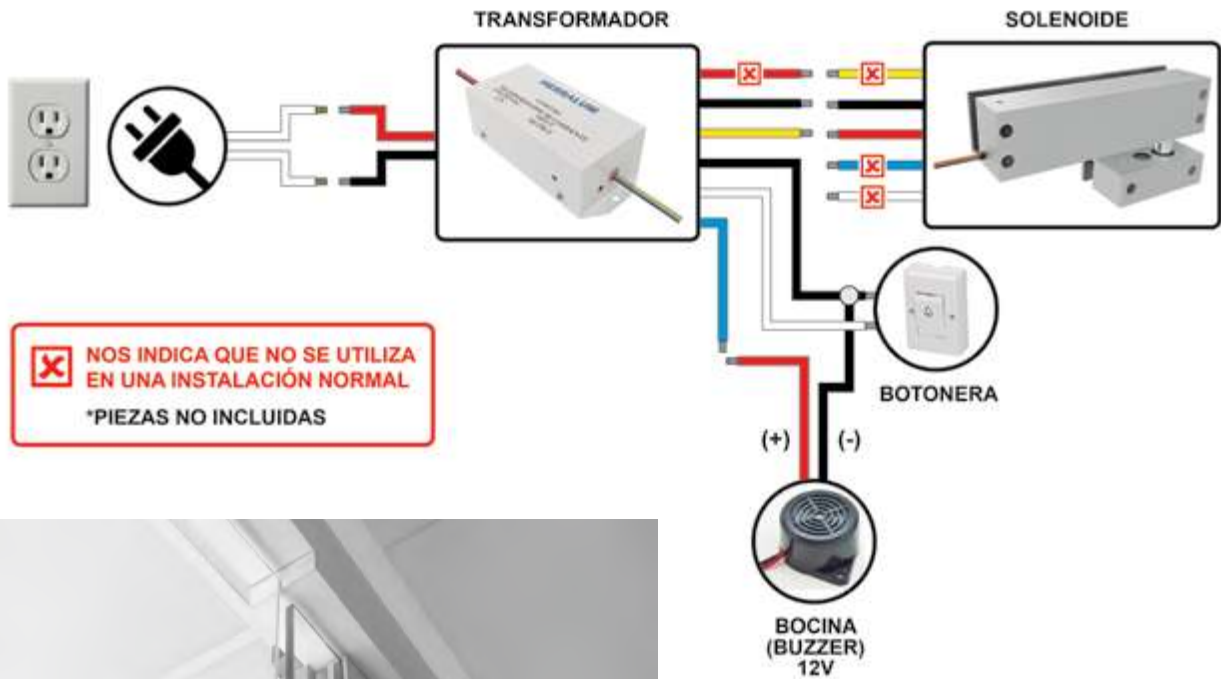 TRANSFORMADOR
SOLENOIDE
NOS INDICA QUE NO SE UTILIZA
EN UNA INSTALACIÓN NORMAL
*PIEZAS NO INCLUIDAS
BOTONERA
(+)
(-)
BOCINA
(BUZZER)
12V